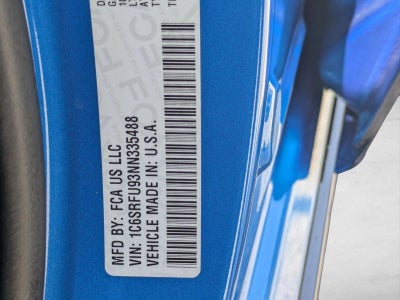 MFD BY: FCA US LLC
VIN: 1C6SRFU93NN335488
VEHICLE MADE IN: U.S.A.